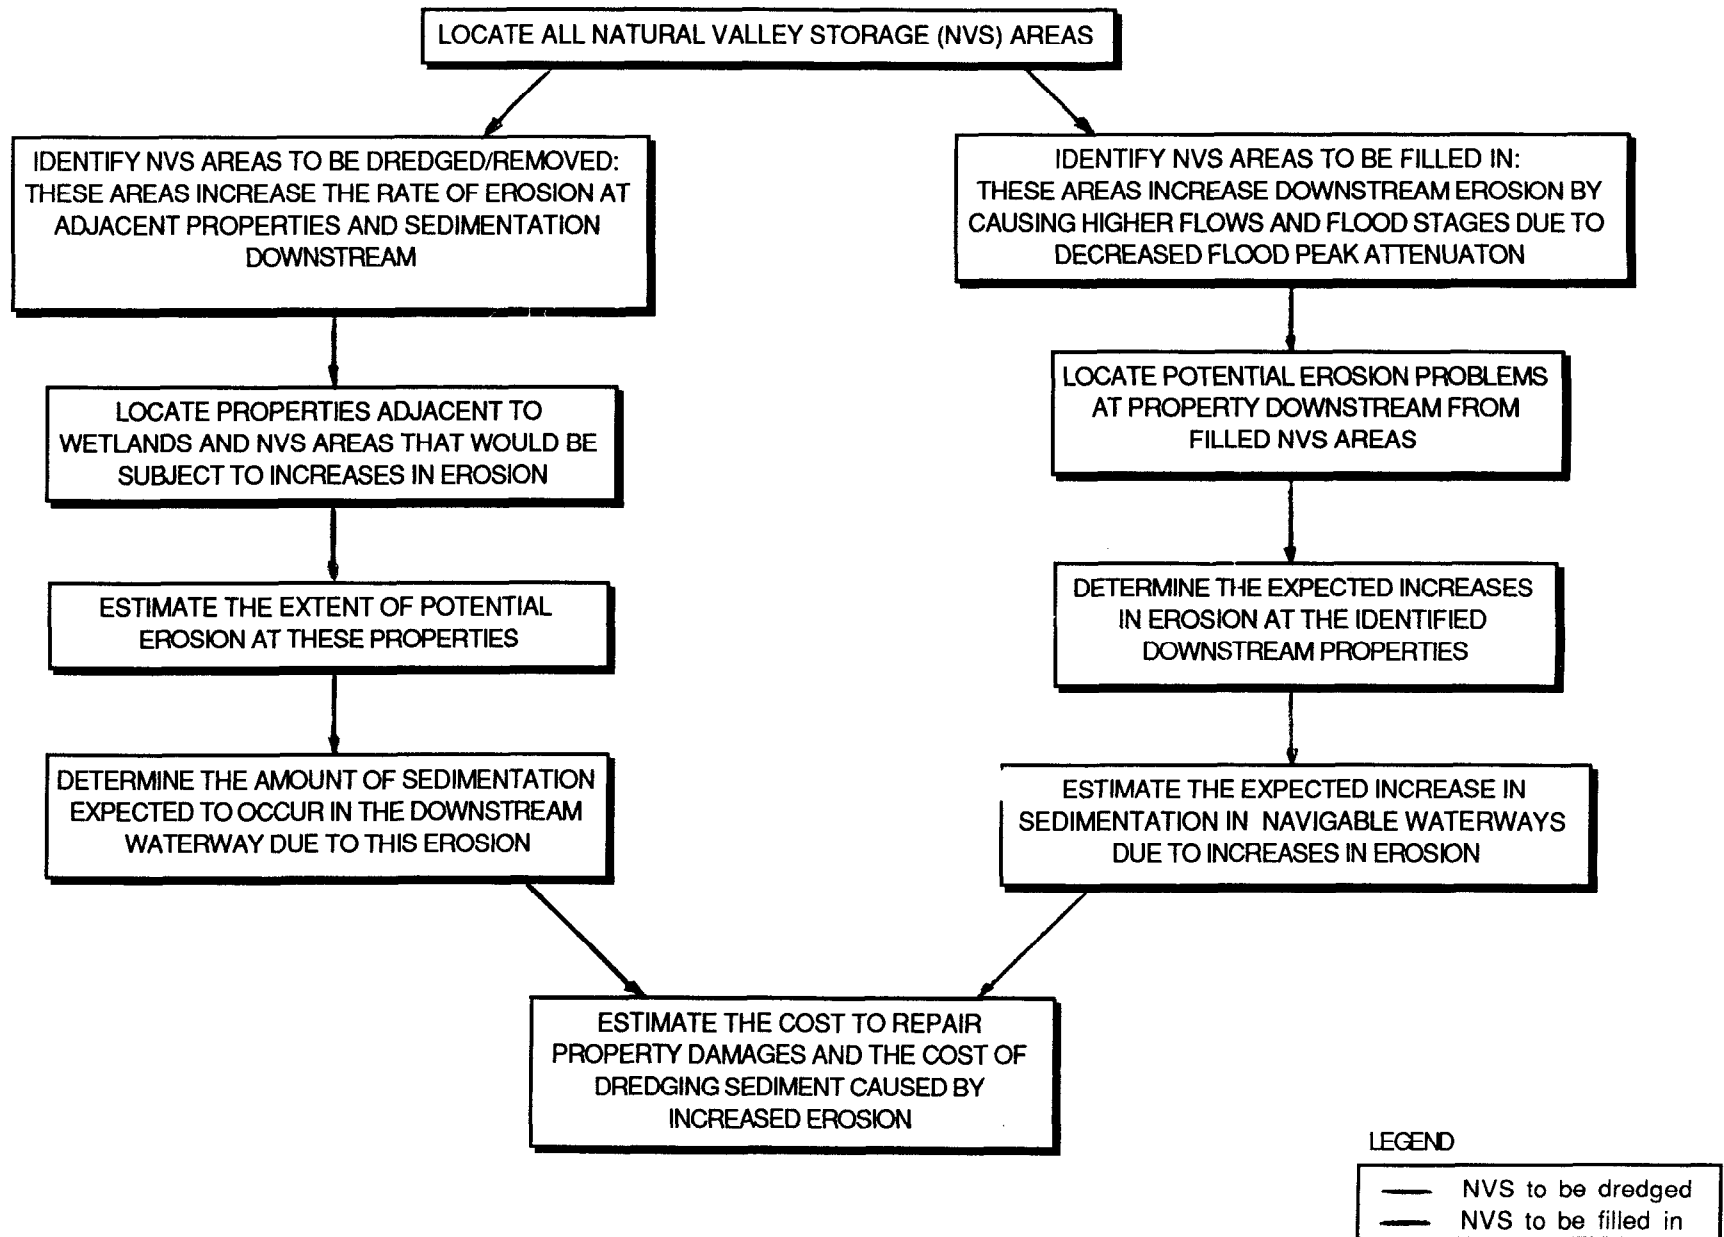 LOCATE ALL NATURAL VALLEY STORAGE (NVS) AREAS
IDENTIFY NVS AREAS TO BE DREDGED/REMOVED:
THESE AREAS INCREASE THE RATE OF EROSION AT
ADJACENT PROPERTIES AND SEDIMENTATION
DOWNSTREAM
LOCATE PROPERTIES ADJACENT TO
WETLANDS AND NVS AREAS THAT WOULD BE
SUBJECT TO INCREASES IN EROSION
ESTIMATE THE EXTENT OF POTENTIAL
EROSION AT THESE PROPERTIES
DETERMINE THE AMOUNT OF SEDIMENTATION
EXPECTED TO OCCUR IN THE DOWNSTREAM
WATERWAY DUE TO THIS EROSION
IDENTIFY NVS AREAS TO BE FILLED IN:
THESE AREAS INCREASE DOWNSTREAM EROSION BY
CAUSING HIGHER FLOWS AND FLOOD STAGES DUE TO
DECREASED FLOOD PEAK ATTENUATON
LOCATE POTENTIAL EROSION PROBLEMS
AT PROPERTY DOWNSTREAM FROM
FILLED NVS AREAS
DETERMINE THE EXPECTED INCREASES
IN EROSION AT THE IDENTIFIED
DOWNSTREAM PROPERTIES
ESTIMATE THE EXPECTED INCREASE IN
SEDIMENTATION IN NAVIGABLE WATERWAYS
DUE TO INCREASES IN EROSION
ESTIMATE THE COST TO REPAIR
PROPERTY DAMAGES AND THE COST OF
DREDGING SEDIMENT CAUSED BY
INCREASED EROSION
LEGEND
NVS to be dredged
NVS to be filled in